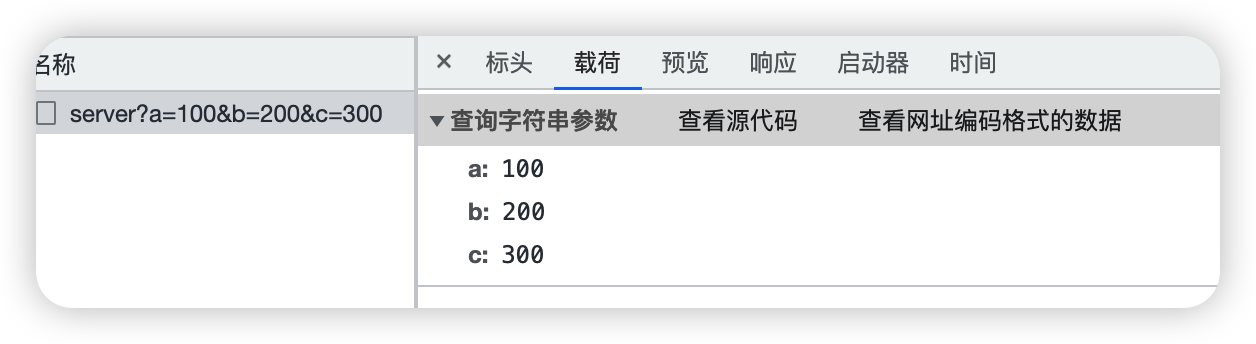 名称
server?a=100&b=200&c=300
× 标头 载荷 预览 响应 启动器 时间
▼ 查询字符串参数 查看源代码 查看网址编码格式的数据
a: 100
b: 200
c: 300